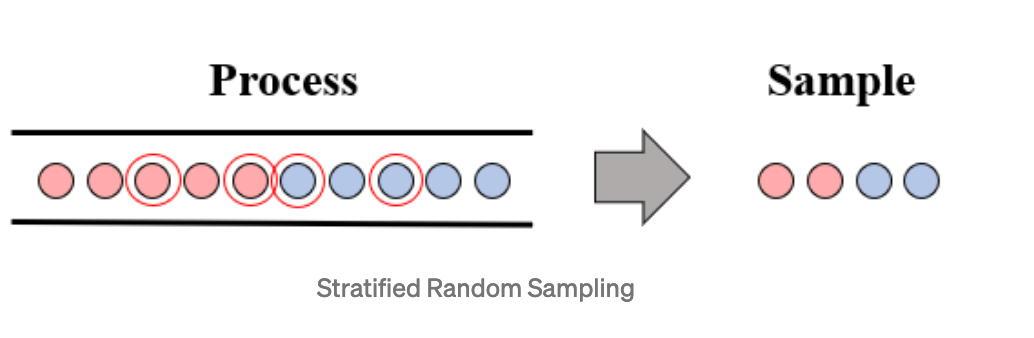 Process
Sample
Stratified Random Sampling